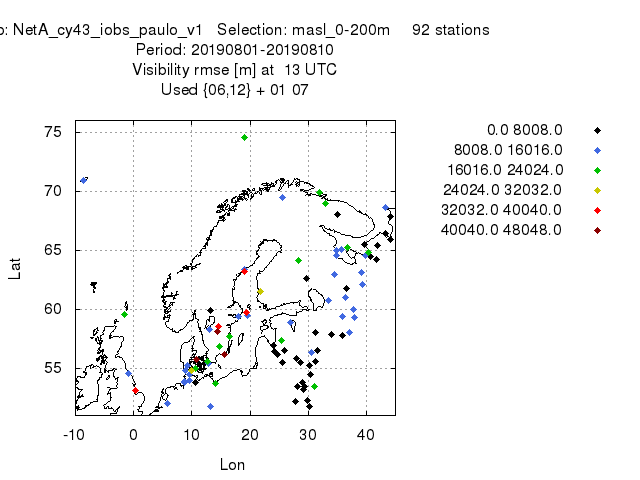 : NetA_cy43_iobs_paulo_v1 Selection: masl_0-200m 92 stations
Period: 20190801-20190810
Visibility rmse [m] at 13 UTC
Used {06,12} + 01 07
0.0 8008.0
8008.0 16016.0
16016.0 24024.0
24024.0 32032.0
32032.0 40040.0
40040.0 48048.0
75
70
65
60
55
Lat
-10 0 10 20 30 40
Lon